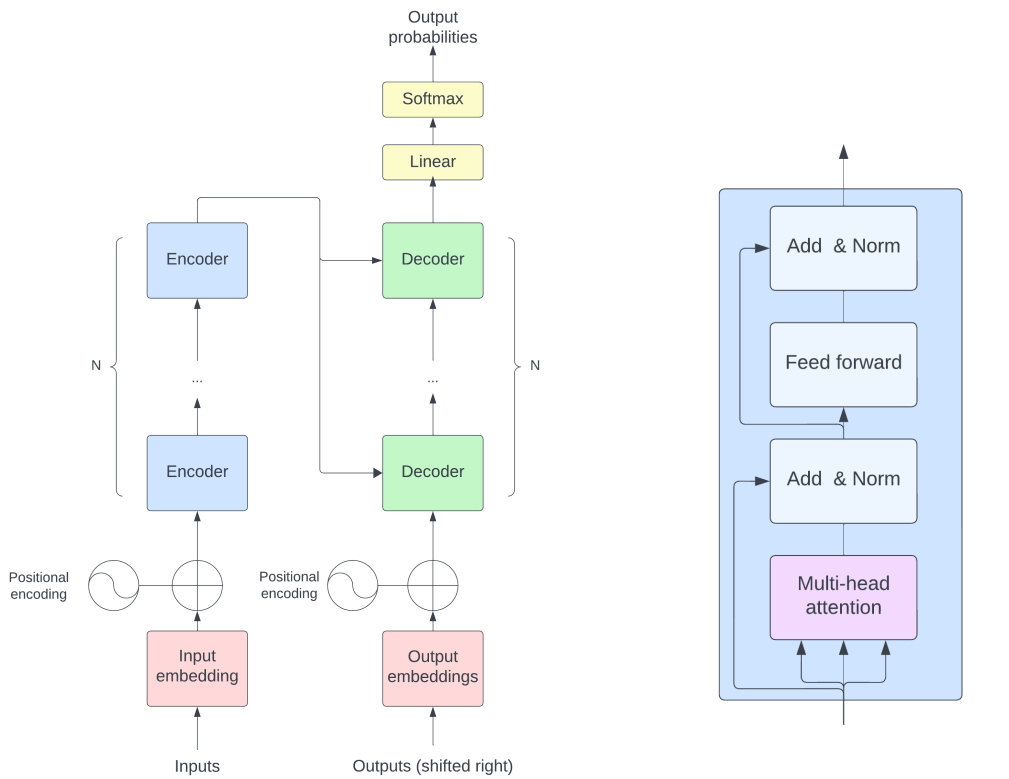 Output
probabilities
Softmax
Linear
Encoder
Decoder
N
N
...
...
Encoder
Decoder
Positional
encoding
Positional
encoding
Input
embedding
Output
embeddings
Inputs
Outputs (shifted right)
Add & Norm
Feed forward
Add & Norm
Multi-head
attention